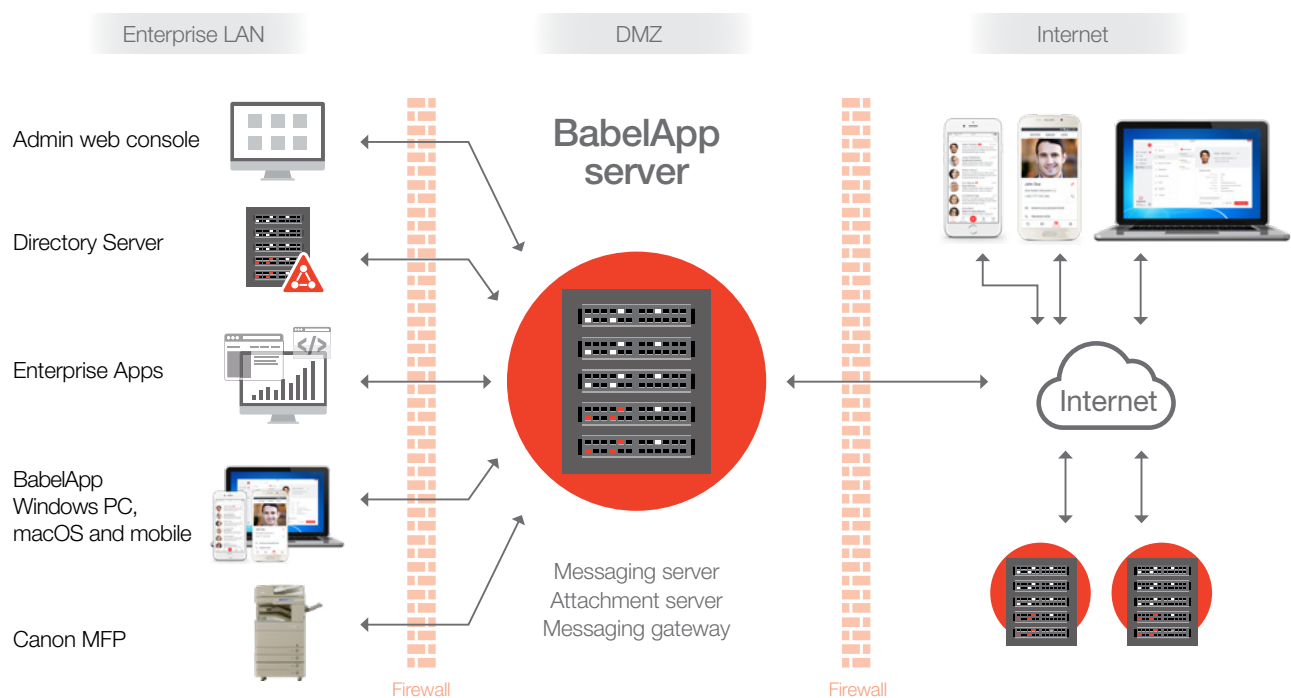 Enterprise LAN
DMZ
Internet
Admin web console
Directory Server
Enterprise Apps
</>
BabelApp
Windows PC,
macOS and mobile
Canon MFP
Firewall
BabelApp
server
Messaging server
Attachment server
Messaging gateway
Firewall
Internet